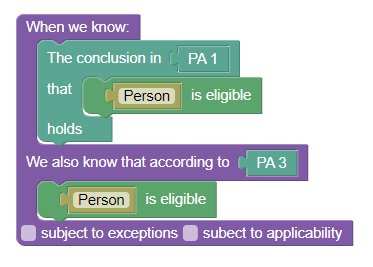 When we know:
The conclusion in PA 1
that Person is eligible
holds
We also know that according to PA 3
Person is eligible
subject to exceptions subect to applicability